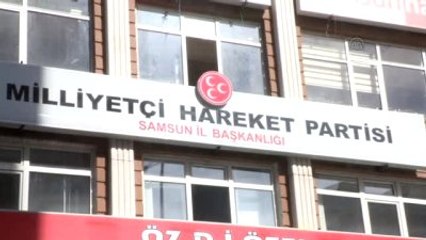 MİLLİYETÇİ HAREKET PARTİSİ
SAMSUN İL BAŞKANLIĞI